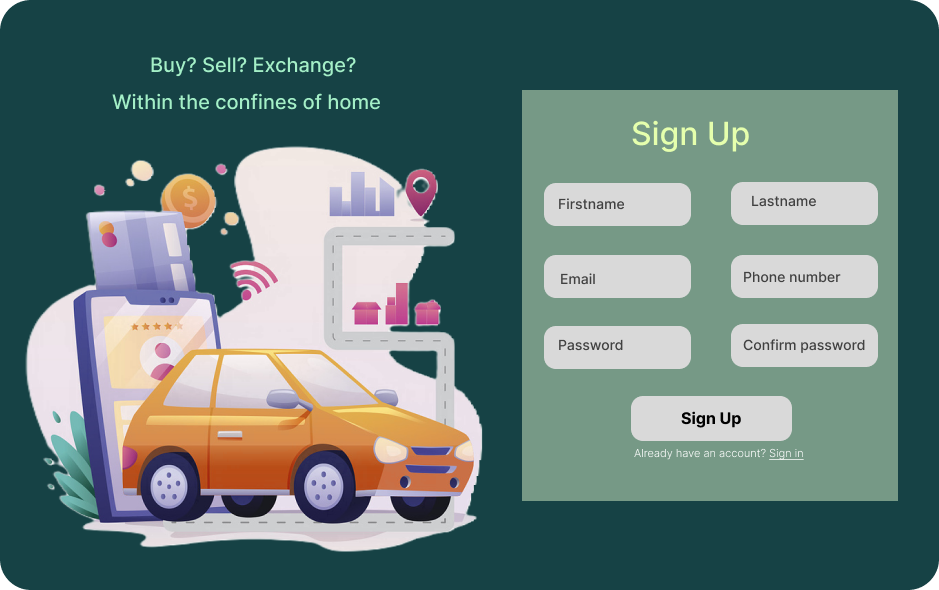 Buy? Sell? Exchange?
Within the confines of home
$
Sign Up
Firstname
Lastname
Email
Phone number
Password
Confirm password
Sign Up
Already have an account? Sign in